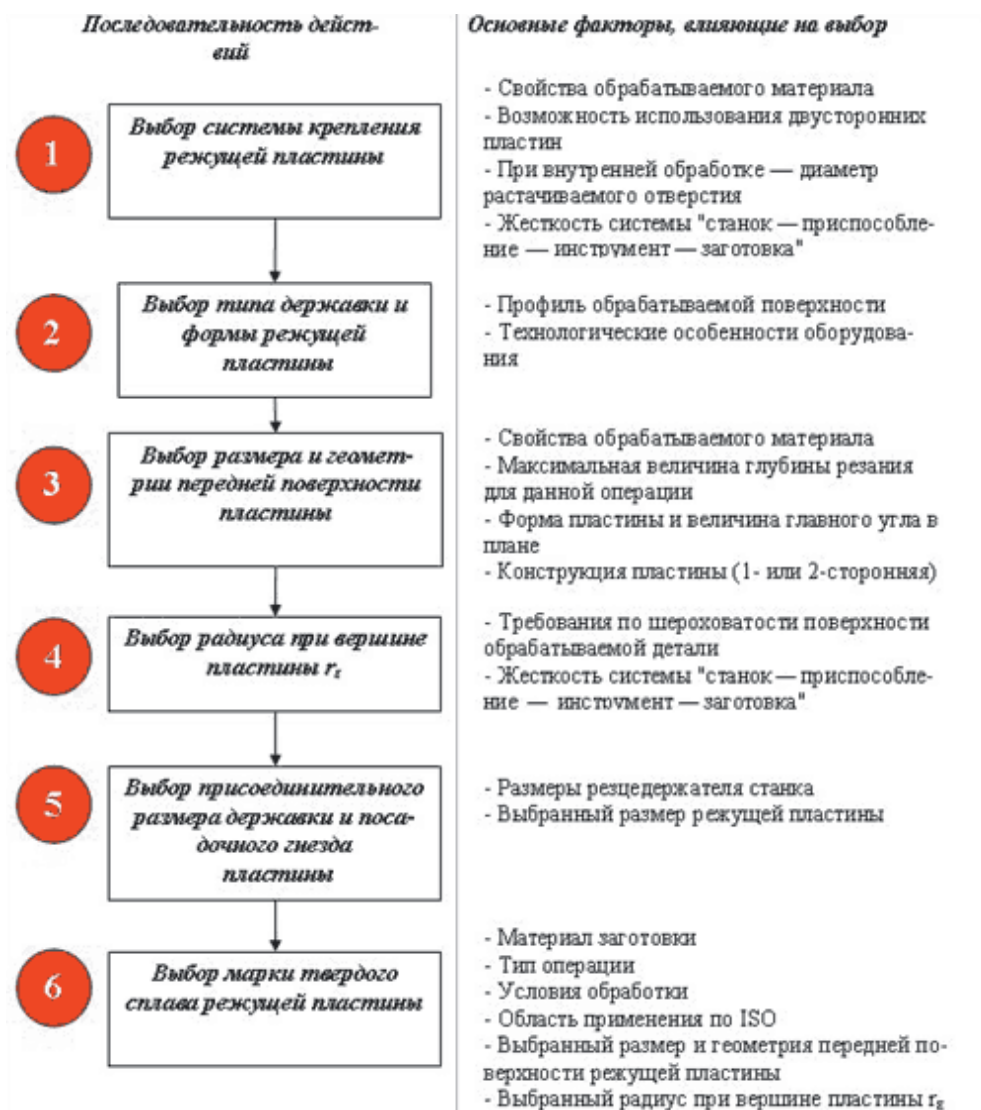 Последовательность дейст-
вий
Основные факторы, влияющие на выбор
1
Выбор системы крепления
режущей пластины
- Свойства обрабатываемого материала
- Возможность использования двусторонних
пластин
- При внутренней обработке — диаметр
растачиваемого отверстия
- Жесткость системы "станок — приспособле-
ние — инструмент — заготовка"
2
Выбор типа державки и
формы режущей
пластины
- Профиль обрабатываемой поверхности
- Технологические особенности оборудова-
ния
3
Выбор размера и геомет-
рии передней поверхности
пластины
- Свойства обрабатываемого материала
- Максимальная величина глубины резания
для данной операции
- Форма пластины и величина главного угла в
плане
- Конструкция пластины (1- или 2-сторонняя)
4
Выбор радиуса при вершине
пластины rε
- Требования по шероховатости поверхности
обрабатываемой детали
- Жесткость системы "станок — приспособле-
ние — инструмент — заготовка"
5
Выбор присоединительного
размера державки и поса-
дочного гнезда
пластины
- Размеры резцедержателя станка
- Выбранный размер режущей пластины
6
Выбор марки твердого
сплава режущей пластины
- Материал заготовки
- Тип операции
- Условия обработки
- Область применения по ISO
- Выбранный размер и геометрия передней по-
верхности режущей пластины
- Выбранный радиус при вершине пластины rε